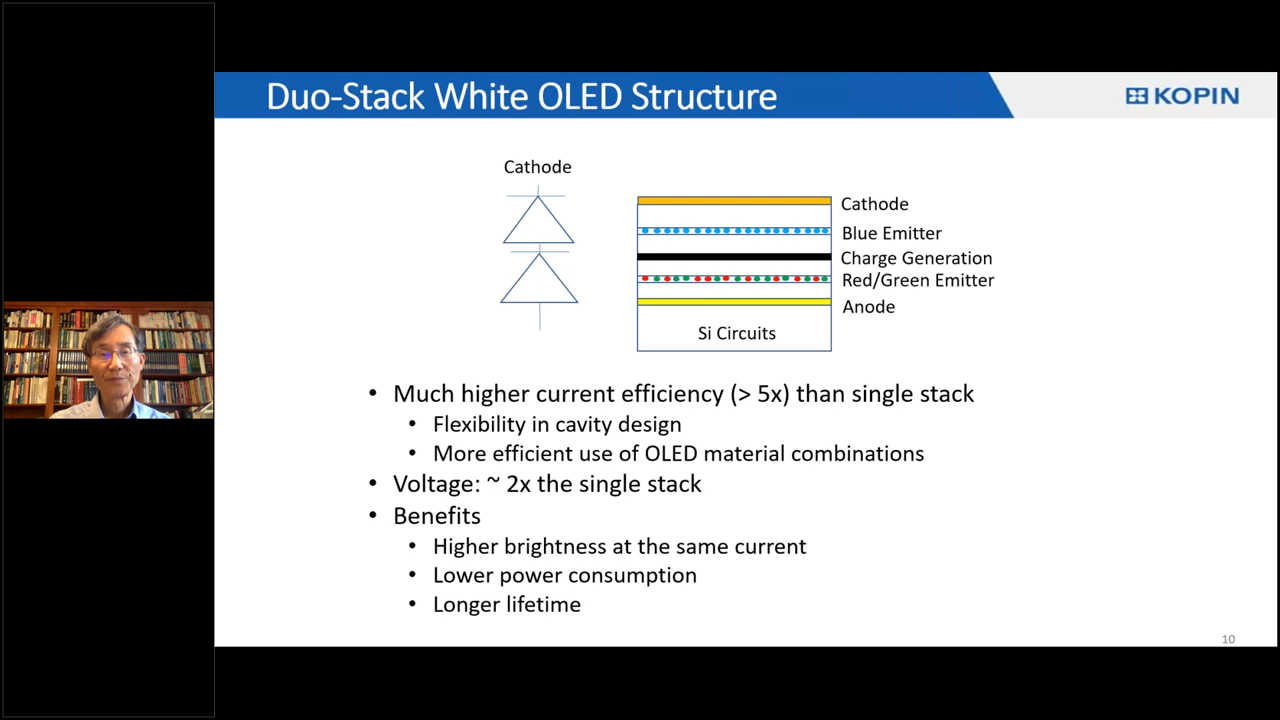 Duo-Stack White OLED Structure
KOPIN
Cathode
Cathode
Blue Emitter
Charge Generation
Red/Green Emitter
Anode
Si Circuits
• Much higher current efficiency (> 5x) than single stack
• Flexibility in cavity design
• More efficient use of OLED material combinations
• Voltage: ~ 2x the single stack
• Benefits
• Higher brightness at the same current
• Lower power consumption
• Longer lifetime
10